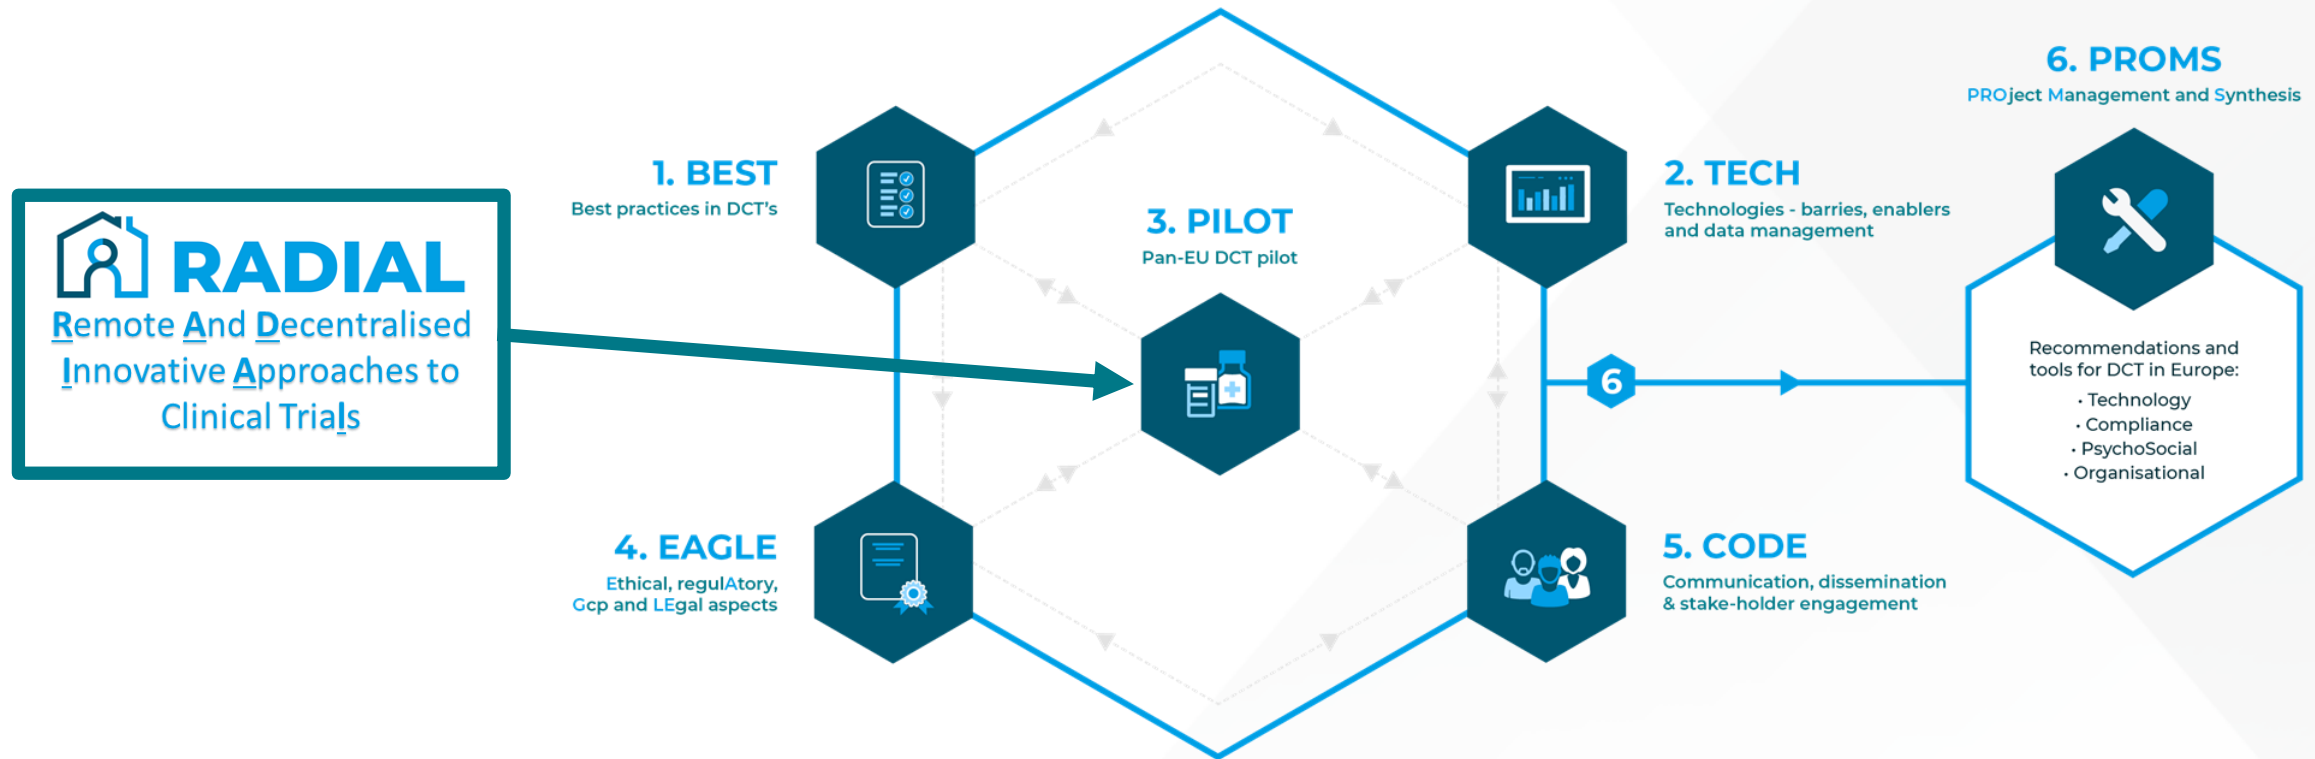 RADIAL
Remote And Decentralised
Innovative Approaches to
Clinical Trials
1. BEST
Best practices in DCT's
2. TECH
Technologies - barries, enablers
and data management
3. PILOT
Pan-EU DCT pilot
4. EAGLE
Ethical, regulAtory,
Gcp and LEgal aspects
5. CODE
Communication, dissemination
& stake-holder engagement
6
6. PROMS
PROject Management and Synthesis
Recommendations and
tools for DCT in Europe:
• Technology
• Compliance
• PsychoSocial
• Organisational